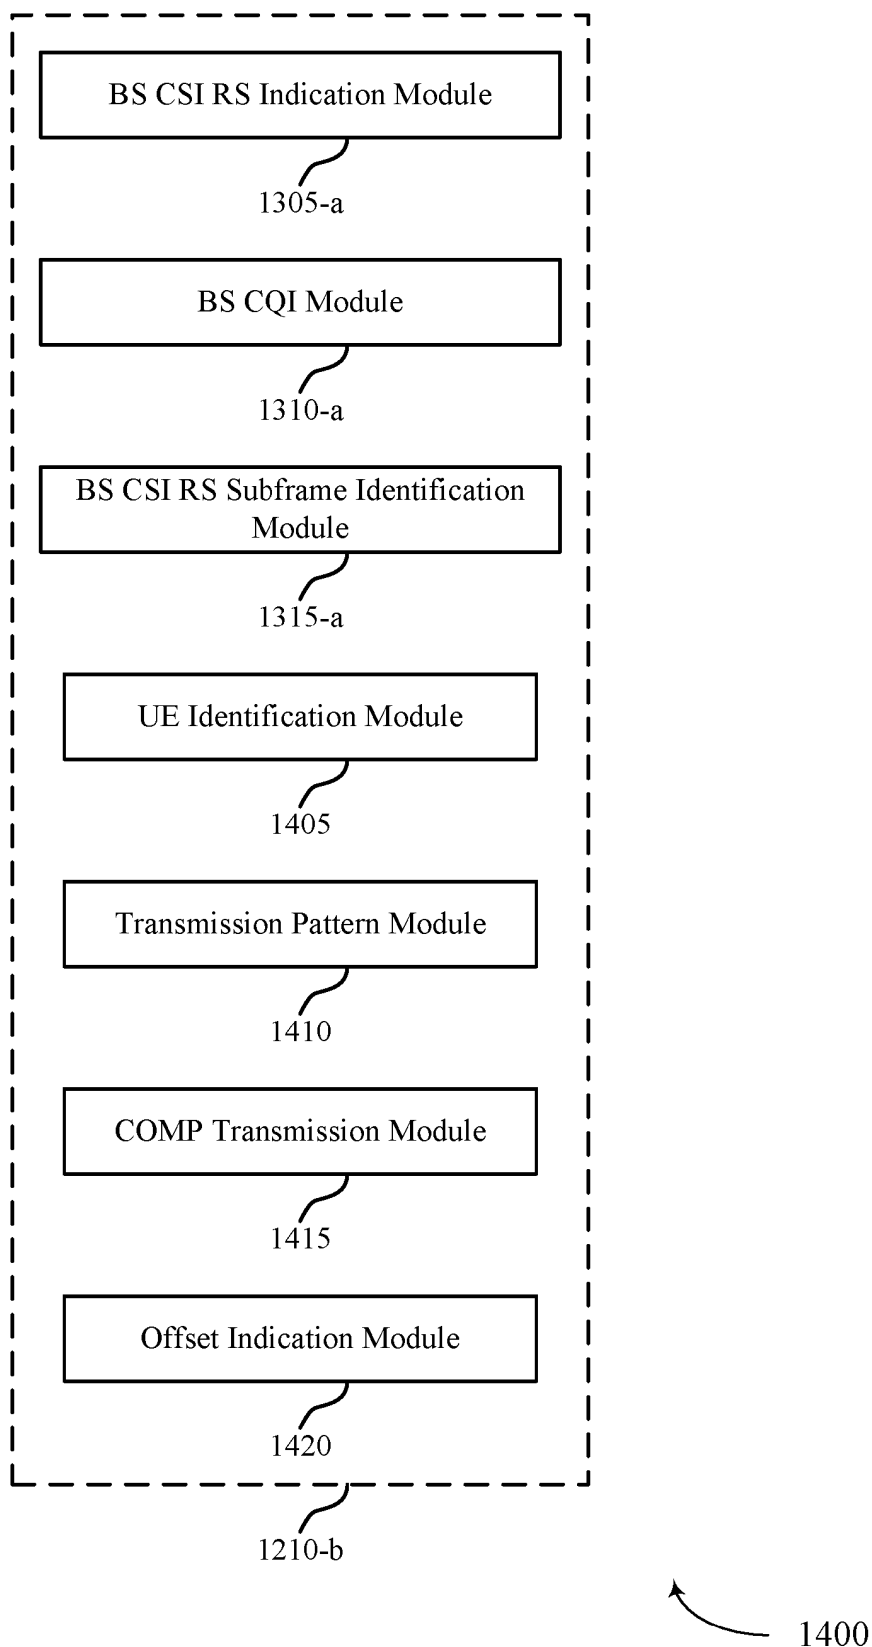 BS CSI RS Indication Module
1305-a
BS CQI Module
1310-a
BS CSI RS Subframe Identification
Module
1315-a
UE Identification Module
1405
Transmission Pattern Module
1410
COMP Transmission Module
1415
Offset Indication Module
1420
1210-b
1400